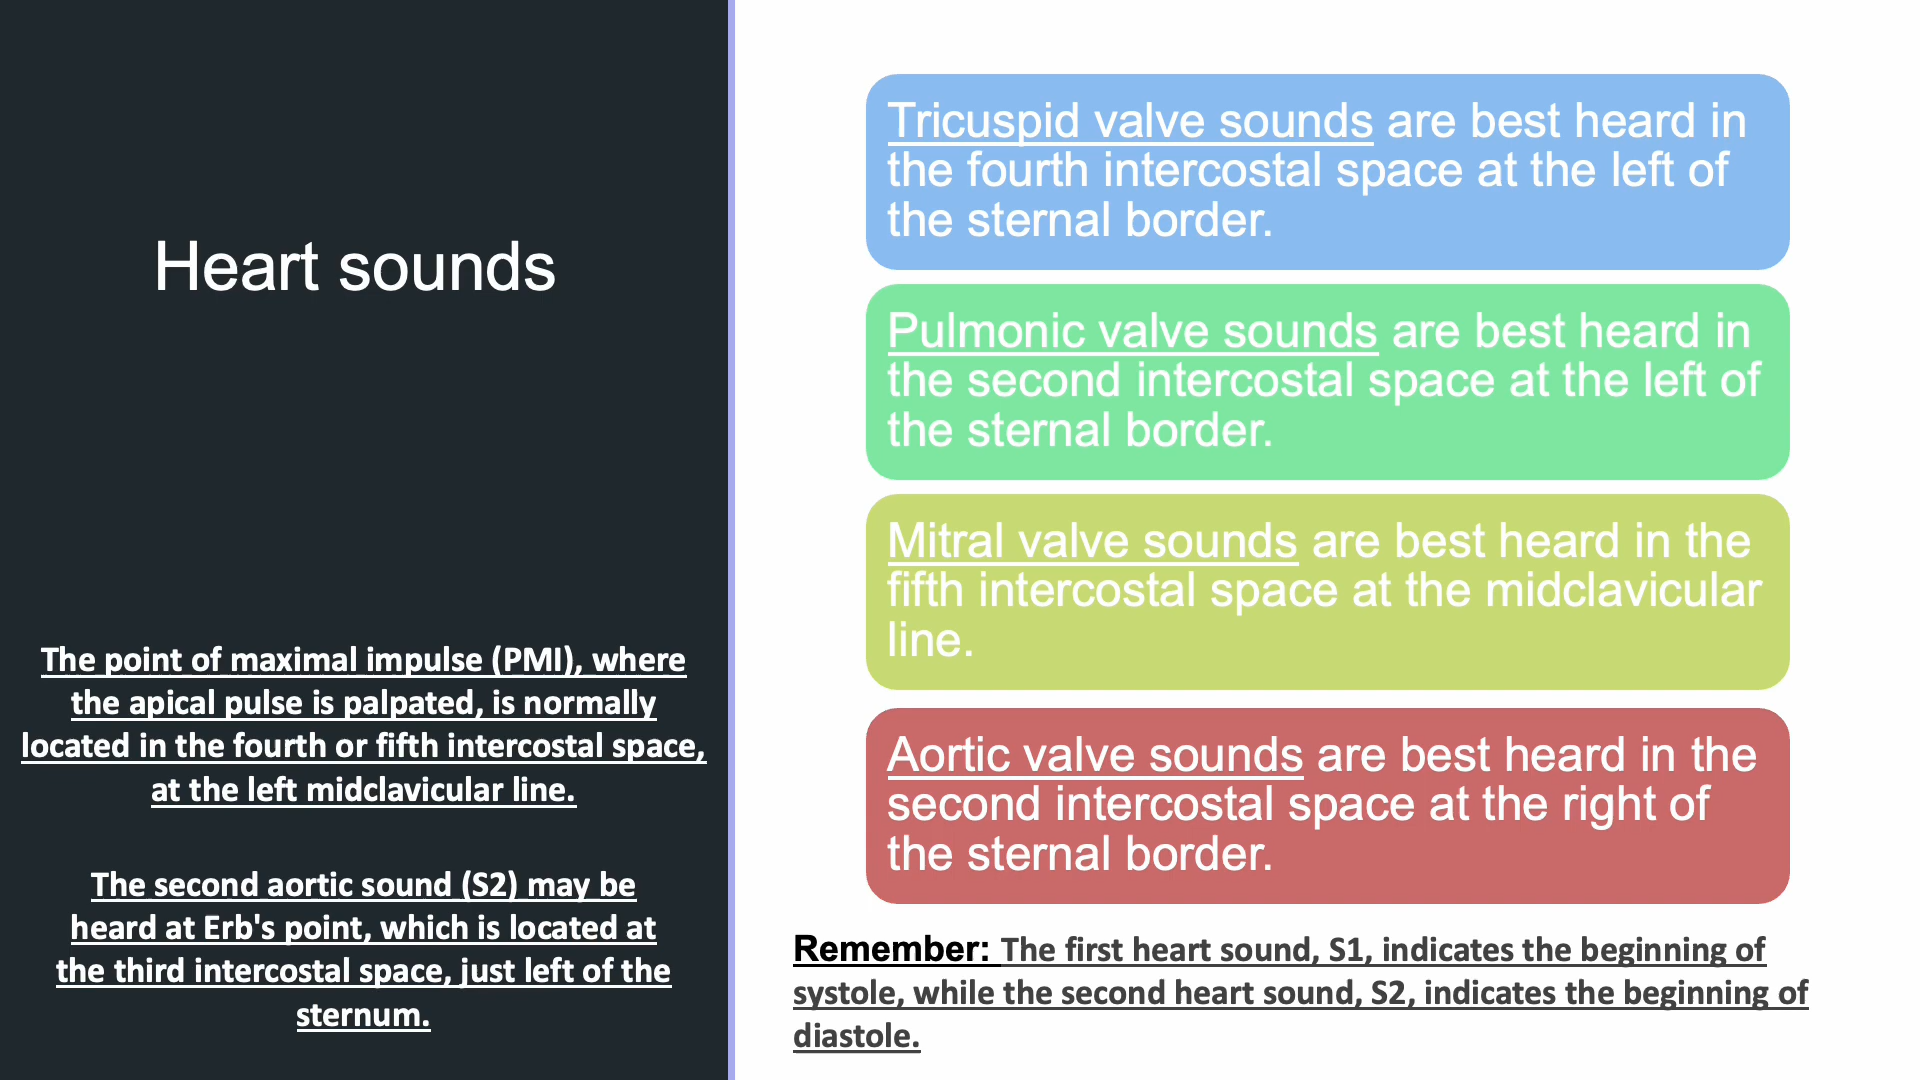 Heart sounds
The point of maximal impulse (PMI), where
the apical pulse is palpated, is normally
located in the fourth or fifth intercostal space,
at the left midclavicular line.
The second aortic sound (S2) may be
heard at Erb's point, which is located at
the third intercostal space, just left of the
sternum.
Tricuspid valve sounds are best heard in
the fourth intercostal space at the left of
the sternal border.
Pulmonic valve sounds are best heard in
the second intercostal space at the left of
the sternal border.
Mitral valve sounds are best heard in the
fifth intercostal space at the midclavicular
line.
Aortic valve sounds are best heard in the
second intercostal space at the right of
the sternal border.
Remember: The first heart sound, S1, indicates the beginning of
systole, while the second heart sound, S2, indicates the beginning of
diastole.